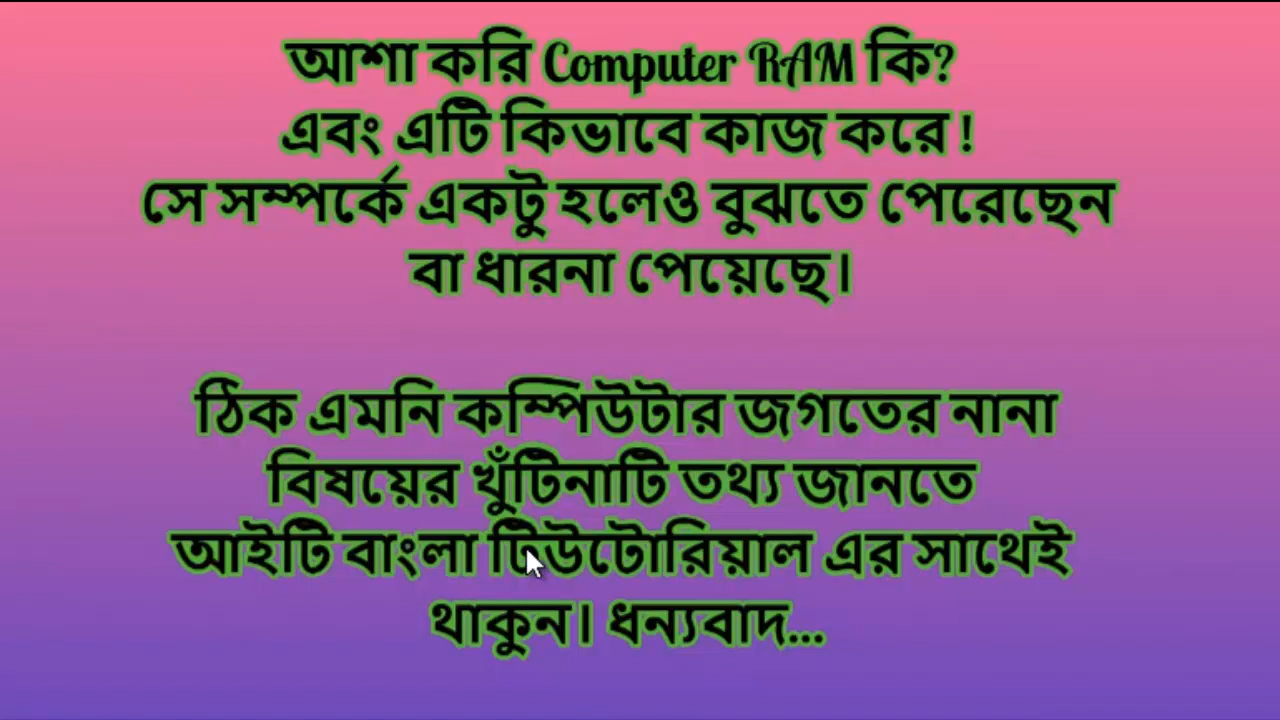 আশা করি Computer RAM কি?
এবং এটি কিভাবে কাজ করে !
সে সম্পর্কে একটু হলেও বুঝতে পেরেছেন
বা ধারনা পেয়েছে।
ঠিক এমনি কম্পিউটার জগতের নানা
বিষয়ের খুঁটিনাটি তথ্য জানতে
আইটি বাংলা টিউটোরিয়াল এর সাথেই
থাকুন। ধন্যবাদ...